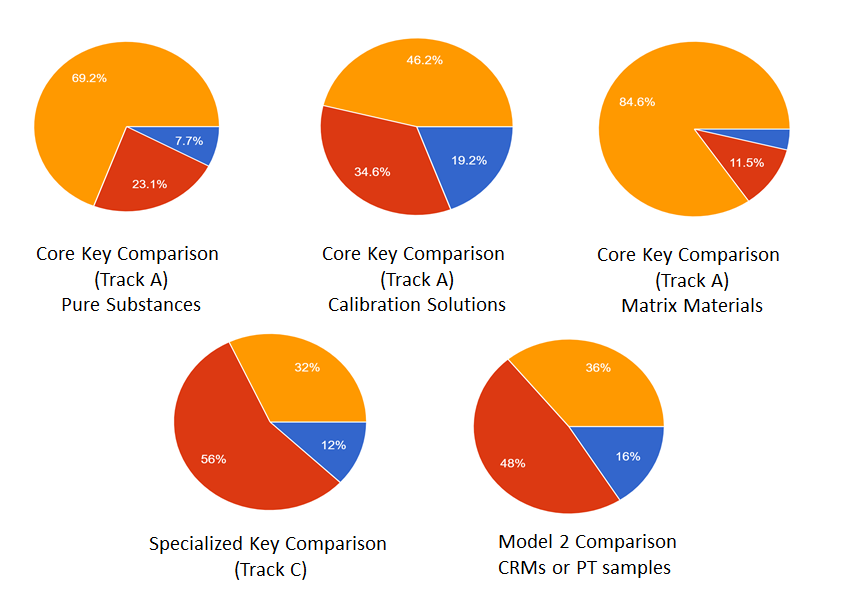 69.2%
7.7%
23.1%
Core Key Comparison
(Track A)
Pure Substances
46.2%
34.6%
19.2%
Core Key Comparison
(Track A)
Calibration Solutions
84.6%
11.5%
Core Key Comparison
(Track A)
Matrix Materials
32%
12%
56%
Specialized Key Comparison
(Track C)
36%
16%
48%
Model 2 Comparison
CRMs or PT samples